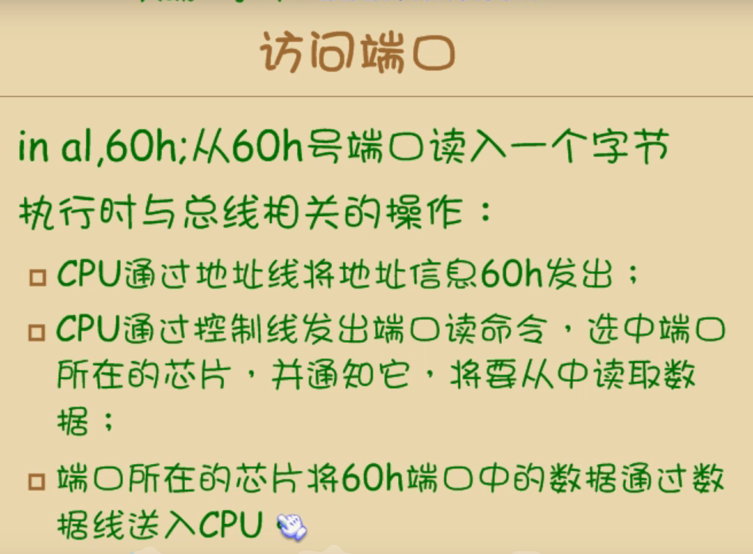 访问端口
in al,60h;从60h号端口读入一个字节
执行时与总线相关的操作：
CPU通过地址线将地址信息60h发出；
CPU通过控制线发出端口读命令，选中端口
所在的芯片，并通知它，将要从中读取数
据；
端口所在的芯片将60h端口中的数据通过数
据线送入CPU